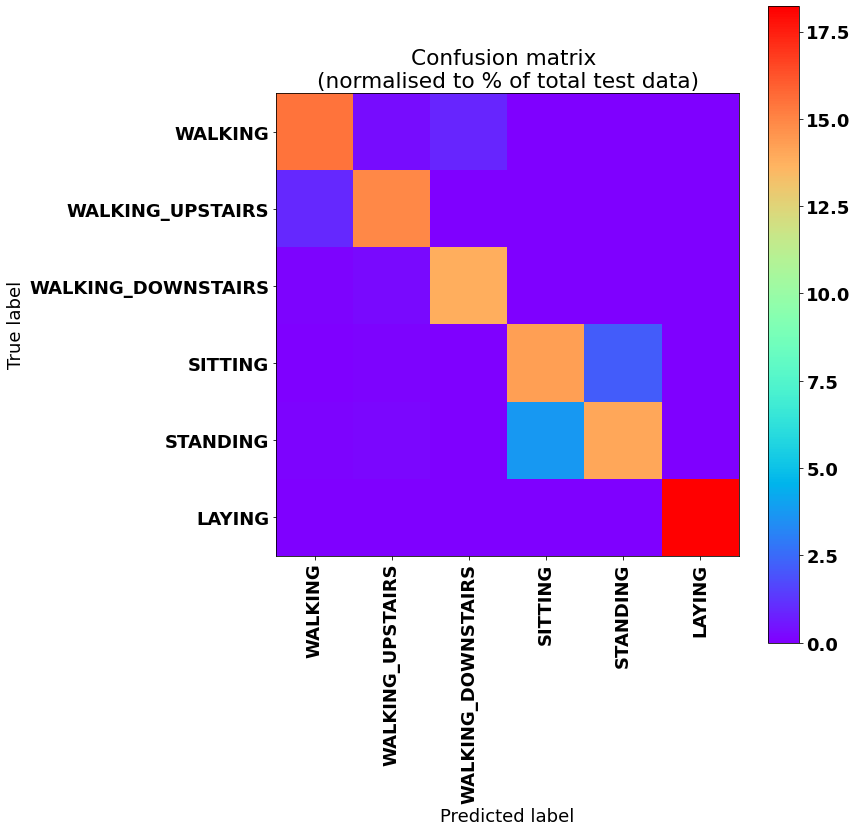 Confusion matrix
(normalised to % of total test data)
True label
WALKING
WALKING_UPSTAIRS
WALKING_DOWNSTAIRS
SITTING
STANDING
LAYING
WALKING
WALKING_UPSTAIRS
WALKING_DOWNSTAIRS
SITTING
STANDING
LAYING
Predicted label
17.5
15.0
12.5
10.0
7.5
5.0
2.5
0.0